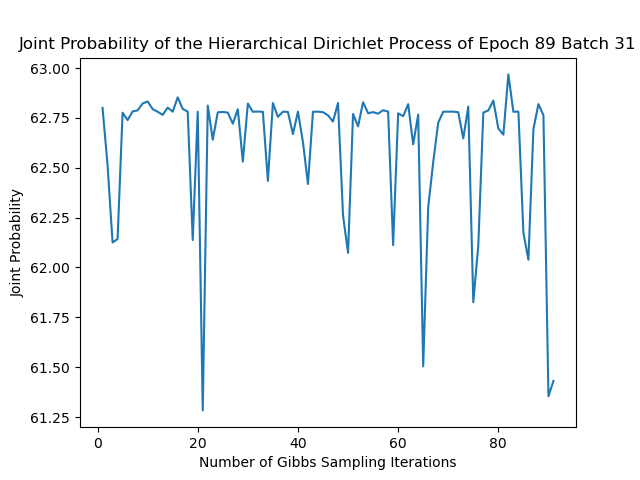 Joint Probability of the Hierarchical Dirichlet Process of Epoch 89 Batch 31
63.00
62.75
62.50
62.25
62.00
61.75
61.50
61.25
Joint Probability
0 20 40 60 80
Number of Gibbs Sampling Iterations